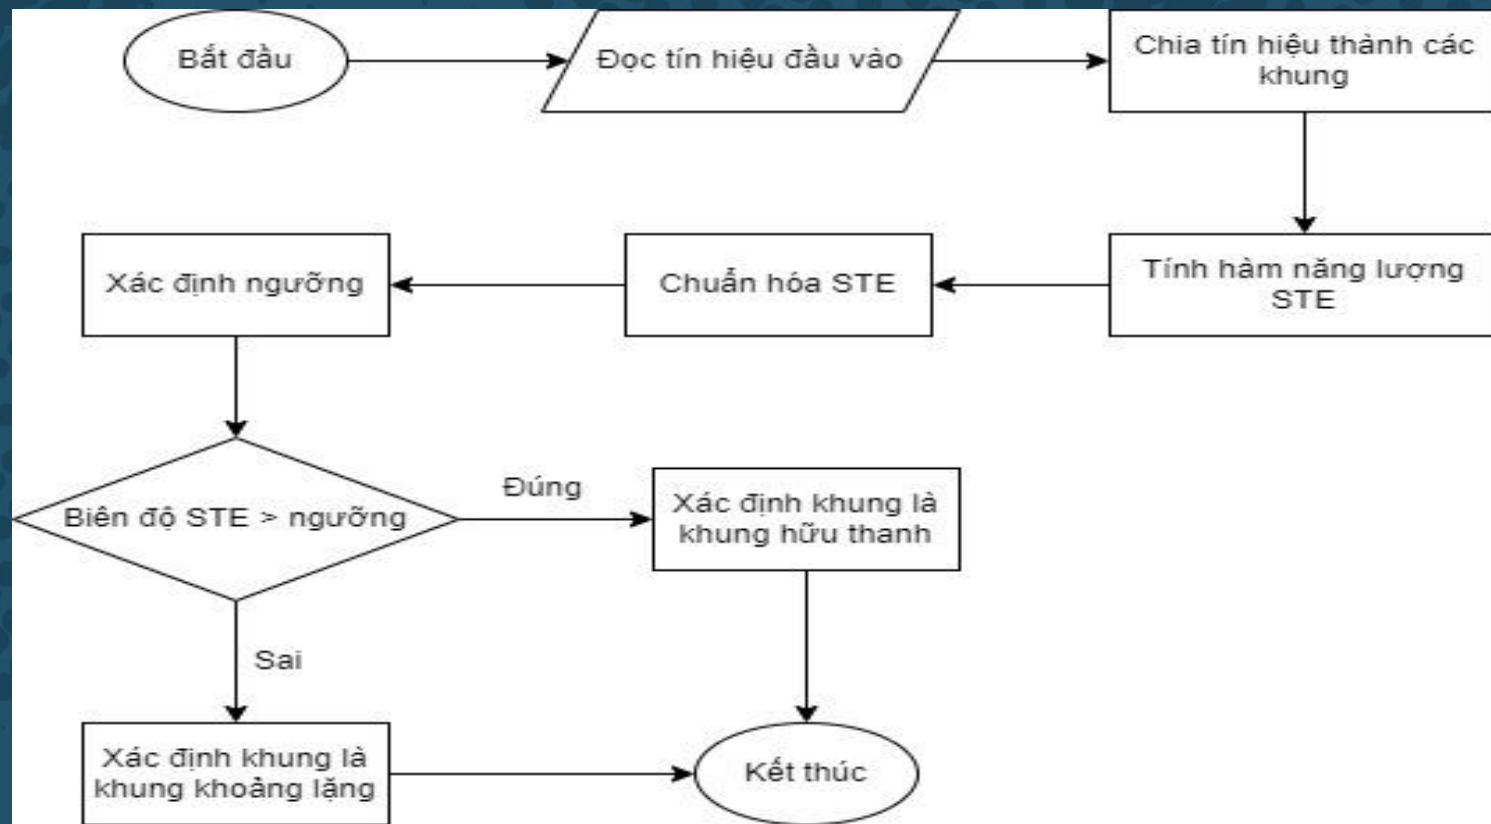 Bắt đầu
Đọc tín hiệu đầu vào
Chia tín hiệu thành các
khung
Tính hàm năng lượng
STE
Chuẩn hóa STE
Xác định ngưỡng
Biên độ STE > ngưỡng
Đúng
Xác định khung là
khung hữu thanh
Sai
Xác định khung là
khung khoảng lặng
Kết thúc